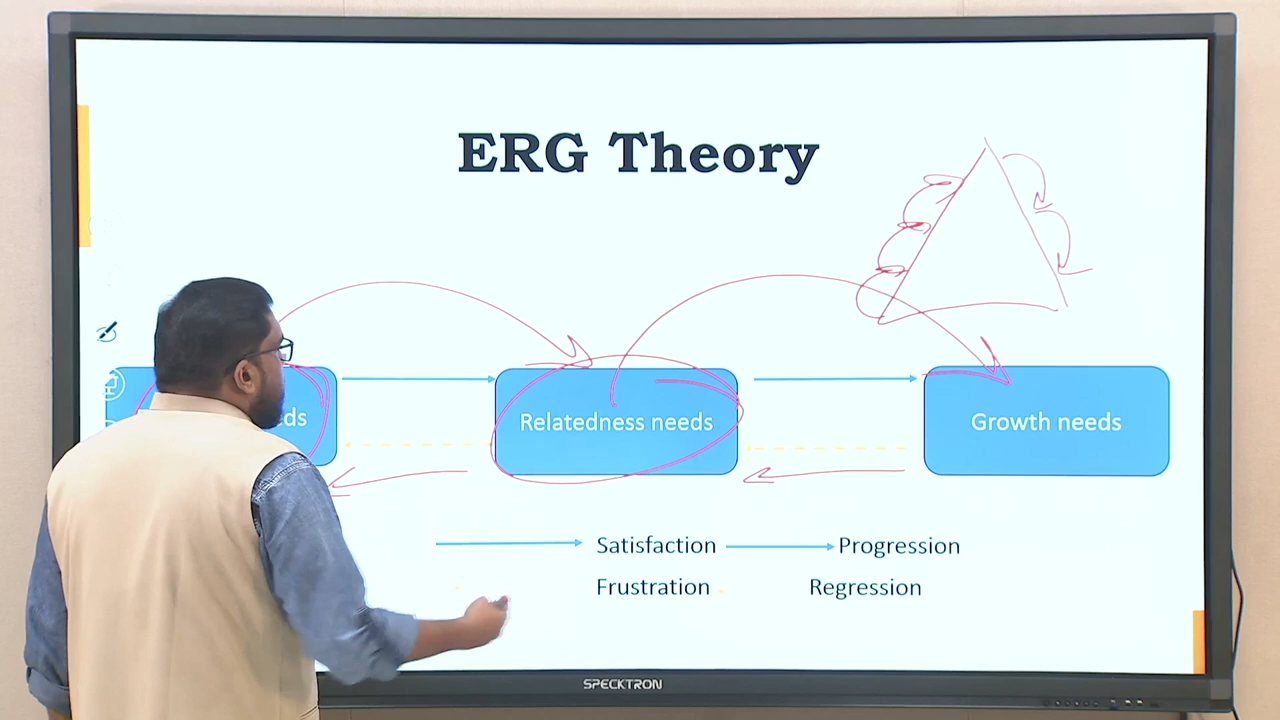 ERG Theory
eds
Relatedness needs
Growth needs
Satisfaction Progression
Frustration Regression
SPECKTRON